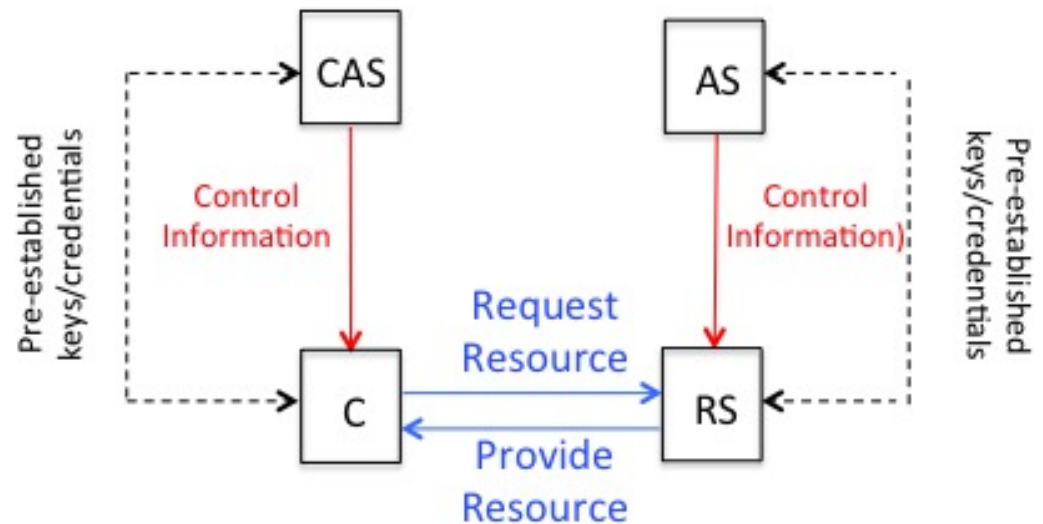 CAS
AS
Pre-established
keys/credentials
Control
Information
Control
Information)
Pre-established
keys/credentials
Request
Resource
C
RS
Provide
Resource